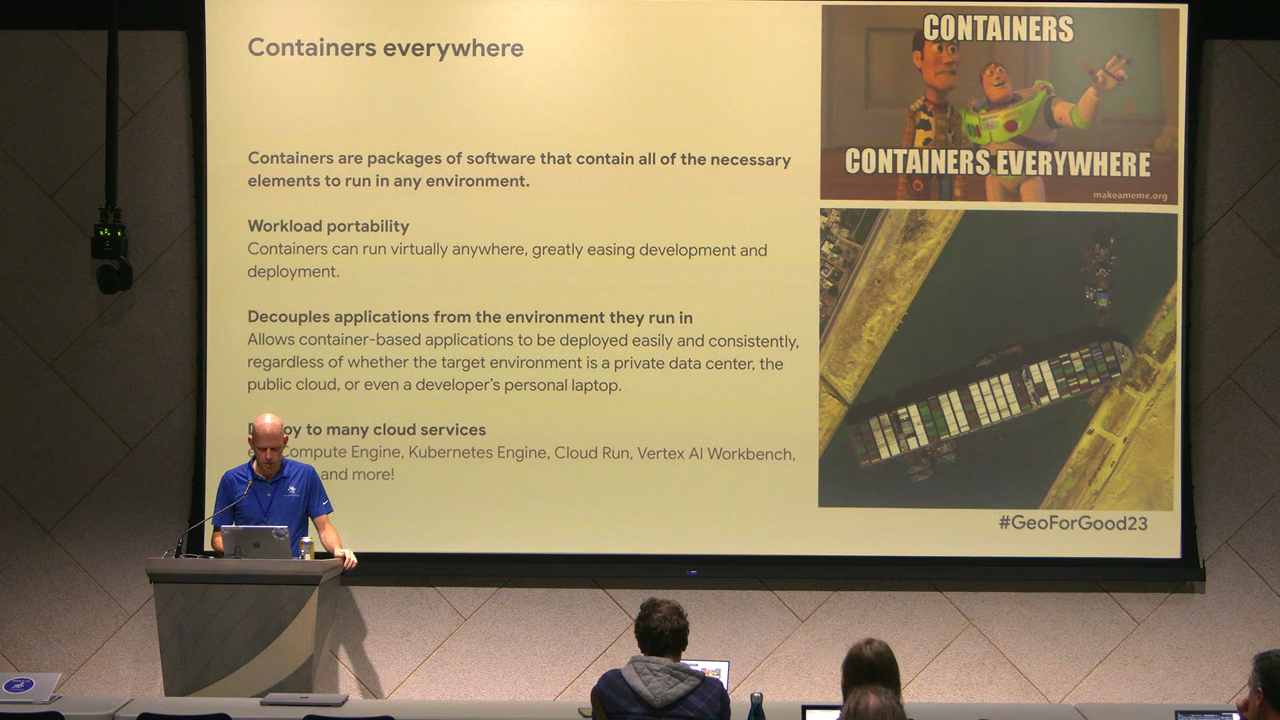 Containers everywhere
CONTAINERS
CONTAINERS EVERYWHERE
makeameme.org
Containers are packages of software that contain all of the necessary
elements to run in any environment.
Workload portability
Containers can run virtually anywhere, greatly easing development and
deployment.
Decouples applications from the environment they run in
Allows container-based applications to be deployed easily and consistently,
regardless of whether the target environment is a private data center, the
public cloud, or even a developer's personal laptop.
to many cloud services
Compute Engine, Kubernetes Engine, Cloud Run, Vertex AI Workbench,
and more!
#GeoForGood23